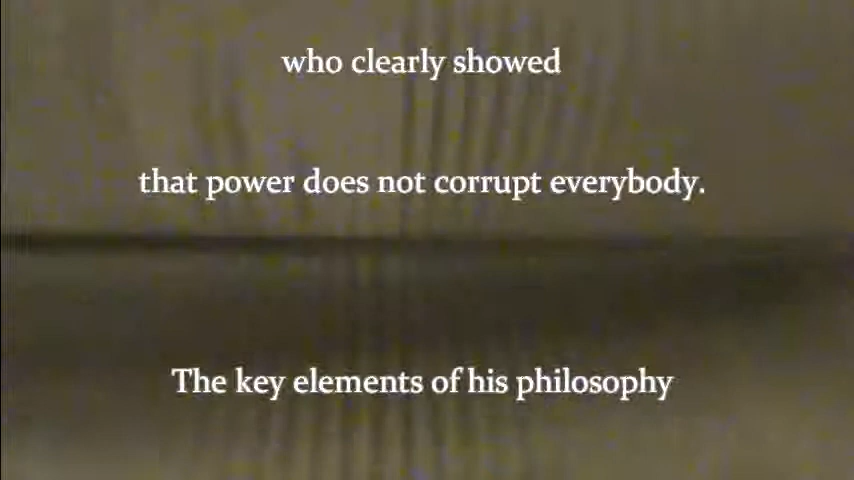 who clearly showed
that power does not corrupt everybody.
The key elements of his philosophy